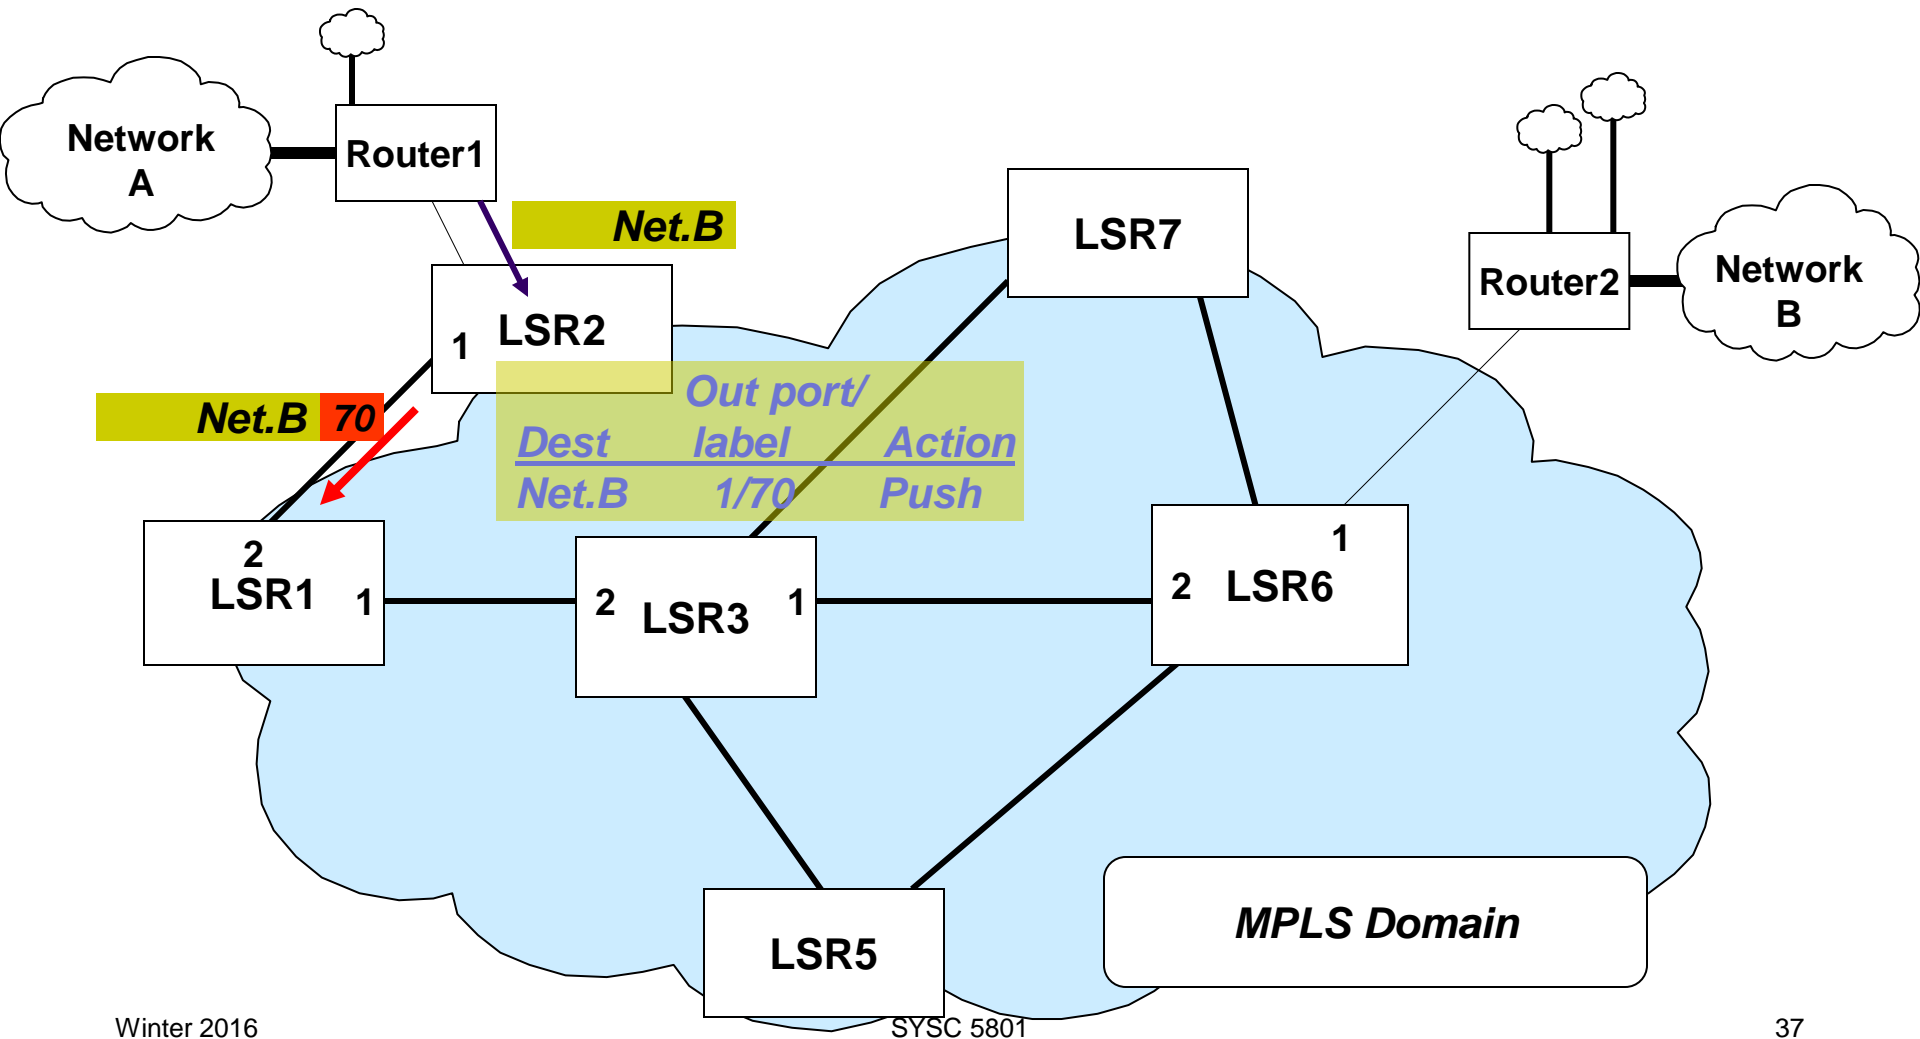 Network
A
Router1
Net.B
LSR7
Router2
Network
B
LSR2
1
Out port/
Dest label Action
Net.B 1/70 Push
Net.B 70
2
LSR1
1
2
LSR3
1
1
2
LSR6
LSR5
MPLS Domain
Winter 2016
SYSC 5801
37